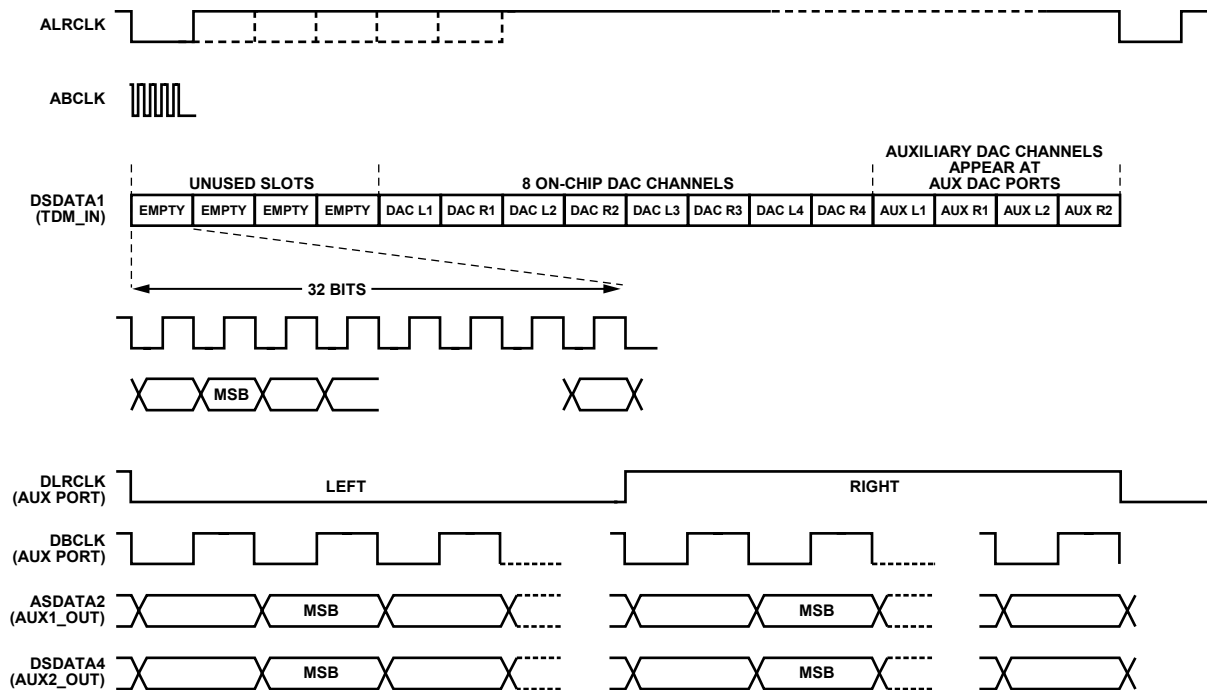 ALRCLK
ABCLK
AUXILIARY DAC CHANNELS
APPEAR AT
AUX DAC PORTS
UNUSED SLOTS
8 ON-CHIP DAC CHANNELS
DSDATA1
(TDM_IN)
EMPTY EMPTY EMPTY EMPTY DAC L1 DAC R1 DAC L2 DAC R2 DAC L3 DAC R3 DAC L4 DAC R4 AUX L1 AUX R1 AUX L2 AUX R2
32 BITS
MSB
DLRCLK
(AUX PORT)
LEFT
RIGHT
DBCLK
(AUX PORT)
ASDATA2
(AUX1_OUT)
MSB
MSB
DSDATA4
(AUX2_OUT)
MSB
MSB